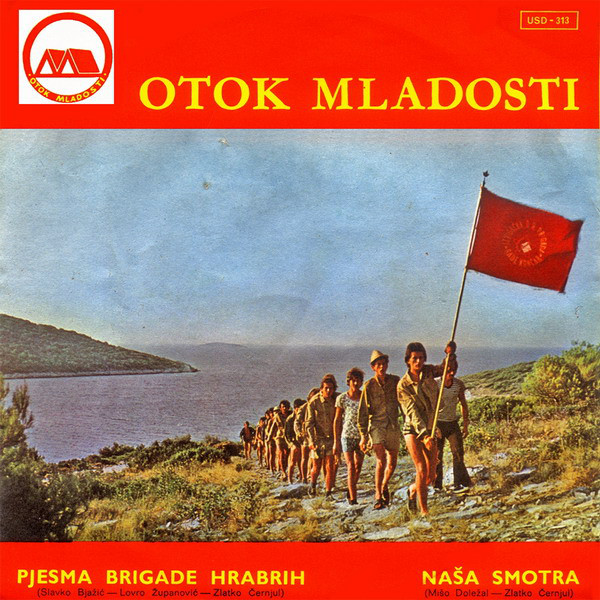 USD - 313
OTOK MLADOSTI
OTOK MLADOSTI
PJESMA BRIGADE HRABRIH
NAŠA SMOTRA
(Slavko Bjažić — Lovro Županović — Zlatko Černjul)
(Mišo Doležal — Zlatko Černjul)